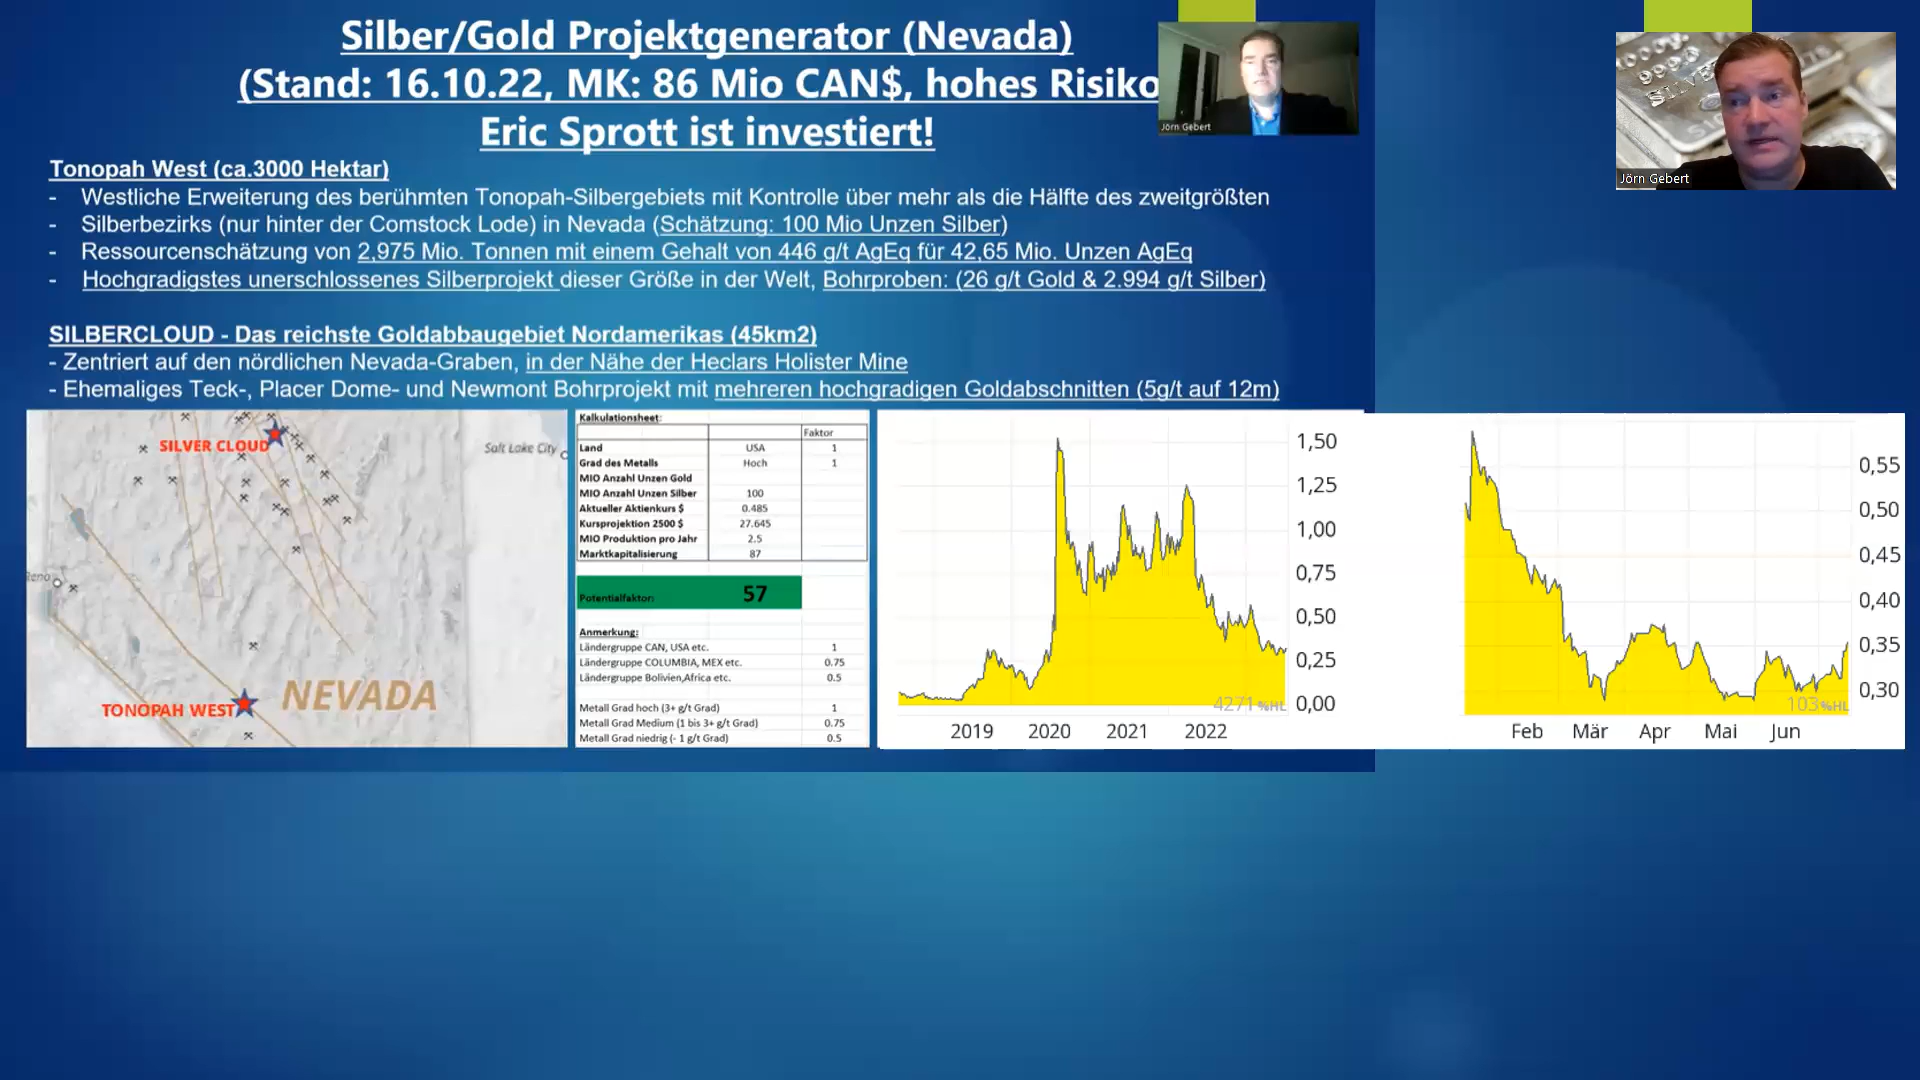 Silber/Gold Projektgenerator (Nevada)
(Stand: 16.10.22, MK: 86 Mio CAN$, hohes Risiko
Eric Sprott ist investiert!
Jörn Gebert
Jörn Gebert
Tonopah West (ca.3000 Hektar)
- Westliche Erweiterung des berühmten Tonopah-Silbergebiets mit Kontrolle über mehr als die Hälfte des zweitgrößten
- Silberbezirks (nur hinter der Comstock Lode) in Nevada (Schätzung: 100 Mio Unzen Silber)
- Ressourcenschätzung von 2,975 Mio. Tonnen mit einem Gehalt von 446 g/t AgEq für 42,65 Mio. Unzen AgEq
- Hochgradigstes unerschlossenes Silberprojekt dieser Größe in der Welt, Bohrproben: (26 g/t Gold & 2.994 g/t Silber)
SILBERCLOUD - Das reichste Goldabbaugebiet Nordamerikas (45km2)
- Zentriert auf den nördlichen Nevada-Graben, in der Nähe der Heclars Holister Mine
- Ehemaliges Teck-, Placer Dome- und Newmont Bohrprojekt mit mehreren hochgradigen Goldabschnitten (5g/t auf 12m)
SILVER CLOUD
Salt Lake City
Reno
TONOPAH WEST
NEVADA
Kalkulationsheet:
Faktor
Land USA 1
Grad des Metalls Hoch 1
MIO Anzahl Unzen Gold
MIO Anzahl Unzen Silber 100
Aktueller Aktienkurs $ 0.485
Kursprojektion 2500 $ 27.645
MIO Produktion pro Jahr 2.5
Marktkapitalisierung 87
Potentialfaktor: 57
Anmerkung:
Ländergruppe CAN, USA etc. 1
Ländergruppe COLUMBIA, MEX etc. 0.75
Ländergruppe Bolivien,Africa etc. 0.5
Metall Grad hoch (3+ g/t Grad) 1
Metall Grad Medium (1 bis 3+ g/t Grad) 0.75
Metall Grad niedrig (- 1 g/t Grad) 0.5
1,50
1,25
1,00
0,75
0,50
0,25
0,00
4271%HL
2019 2020 2021 2022
0,55
0,50
0,45
0,40
0,35
0,30
103%HL
Feb Mär Apr Mai Jun